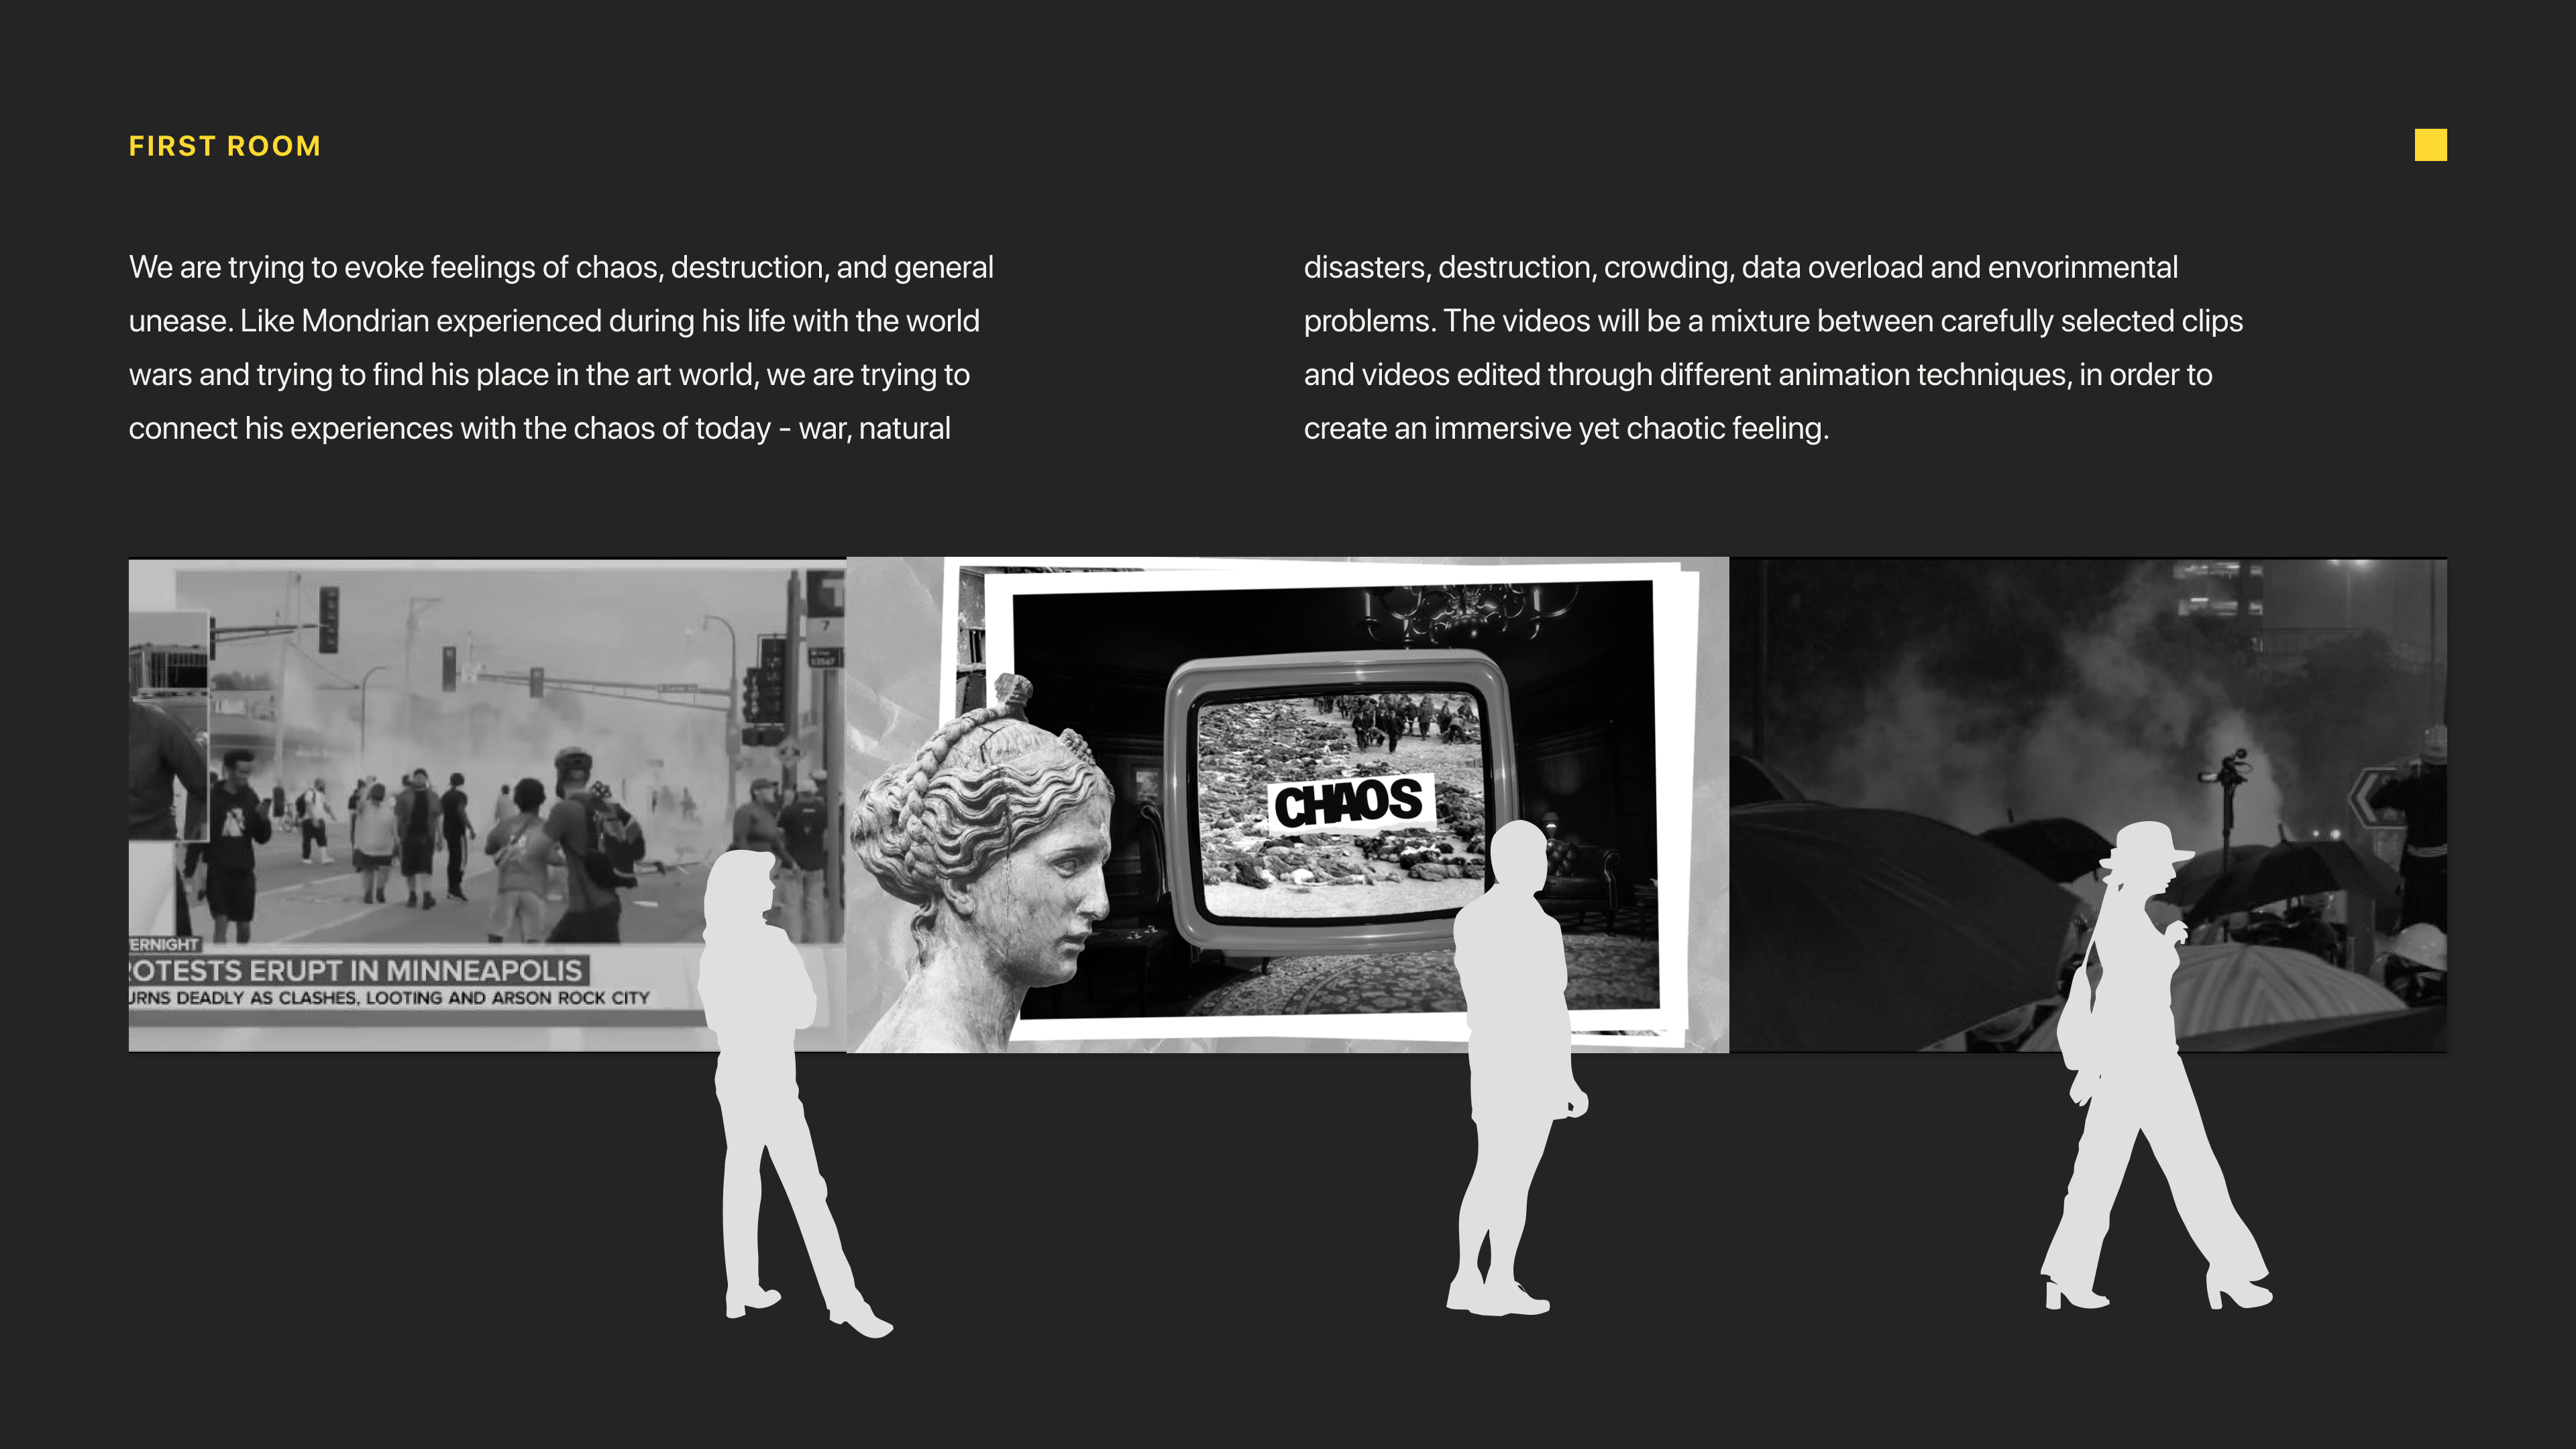 FIRST ROOM
We are trying to evoke feelings of chaos, destruction, and general
unease. Like Mondrian experienced during his life with the world
wars and trying to find his place in the art world, we are trying to
connect his experiences with the chaos of today - war, natural
disasters, destruction, crowding, data overload and envorinmental
problems. The videos will be a mixture between carefully selected clips
and videos edited through different animation techniques, in order to
create an immersive yet chaotic feeling.
7
ERNIGHT
OTESTS ERUPT IN MINNEAPOLIS
URNS DEADLY AS CLASHES, LOOTING AND ARSON ROCK CITY
CHAOS